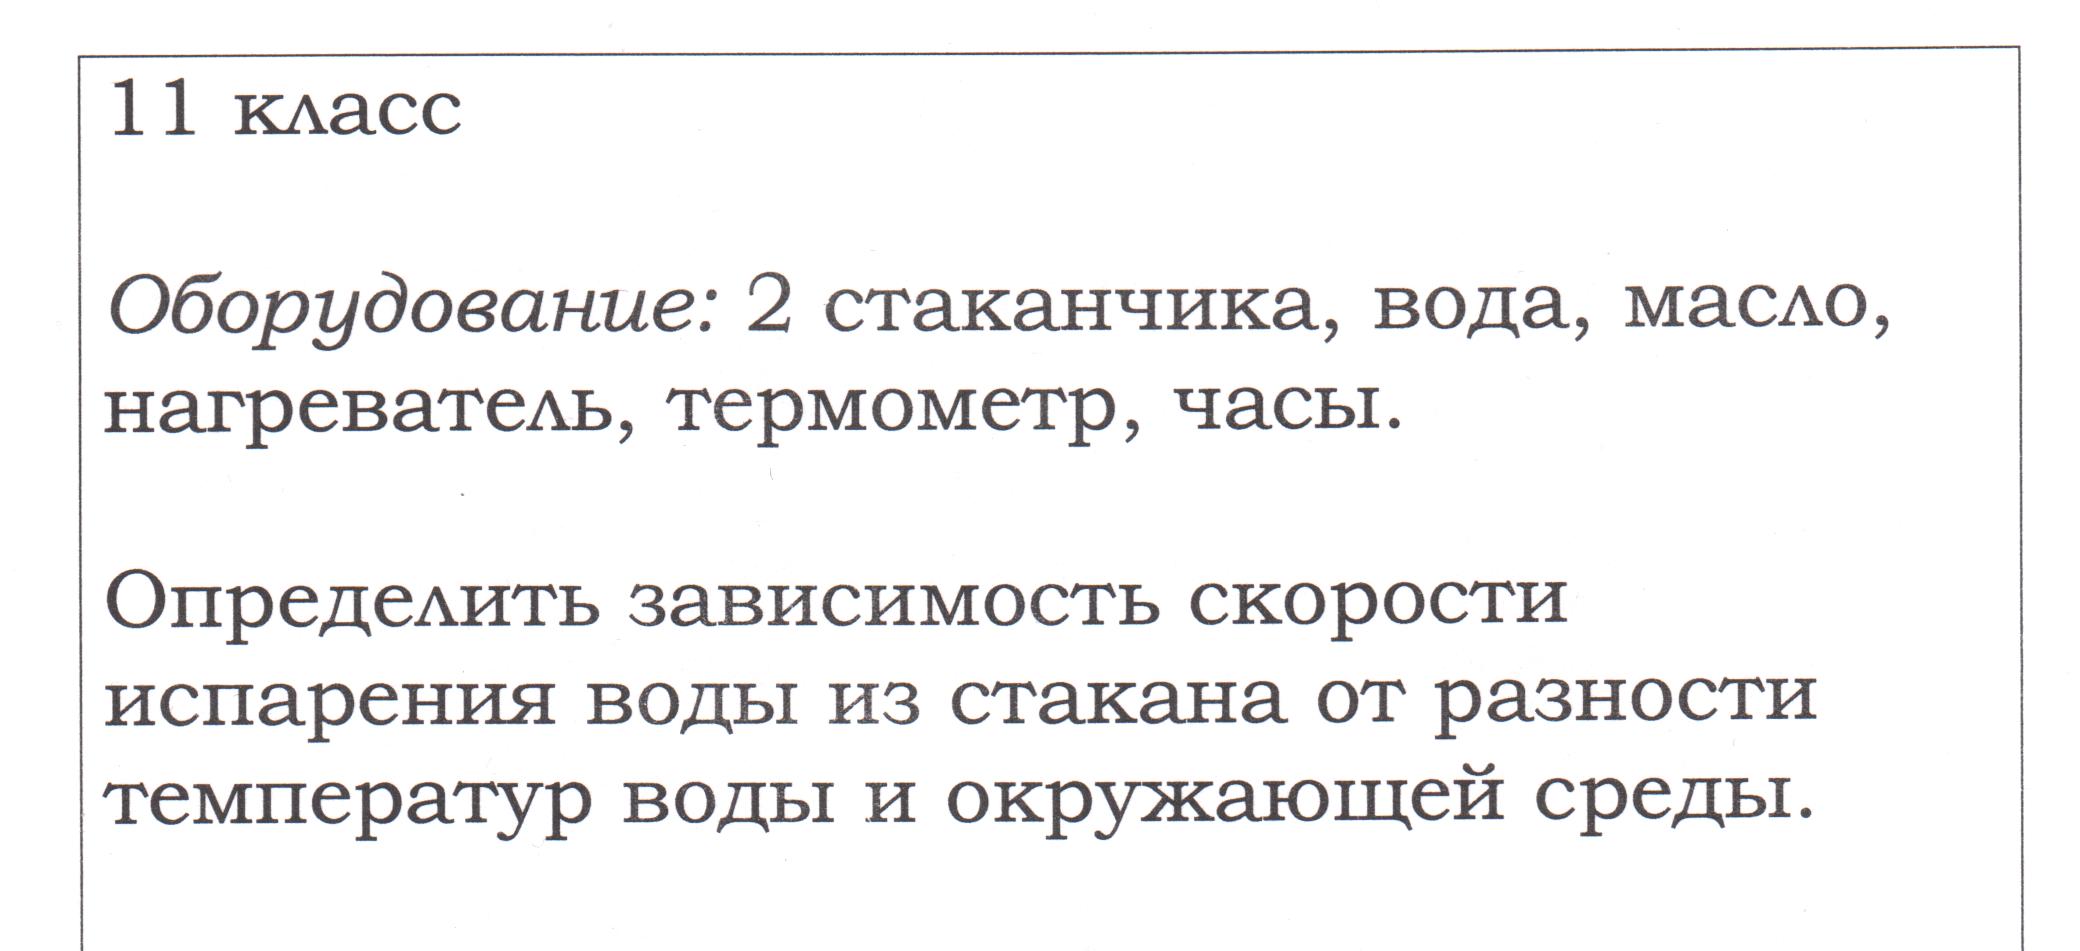 11 класс
Оборудование: 2 стаканчика, вода, масло,
нагреватель, термометр, часы.
Определить зависимость скорости
испарения воды из стакана от разности
температур воды и окружающей среды.